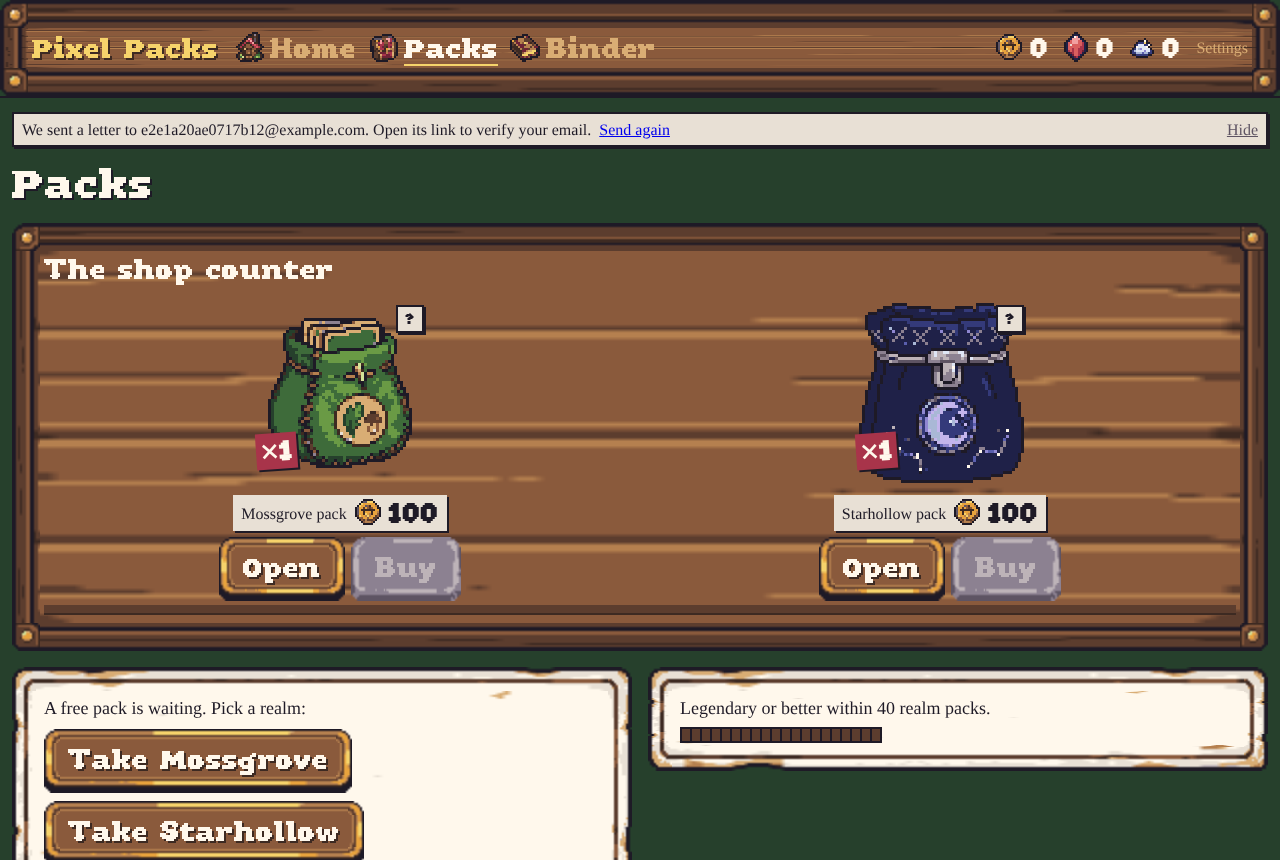 Pixel Packs Home Packs Binder 0 0 0 Settings
We sent a letter to e2e1a20ae0717b12@example.com. Open its link to verify your email. Send again Hide
Packs
The shop counter
? ?
×1 ×1
Mossgrove pack 100 Starhollow pack 100
Open Buy Open Buy
A free pack is waiting. Pick a realm: Legendary or better within 40 realm packs.
Take Mossgrove
Take Starhollow